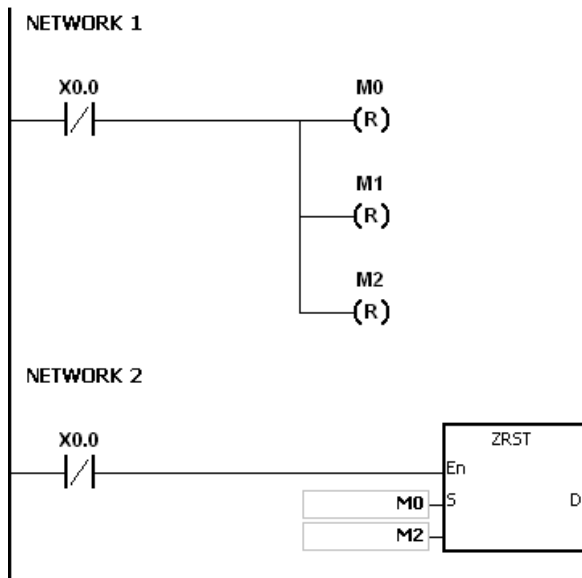 NETWORK 1
X0.0
M0
(R)
M1
(R)
M2
(R)
NETWORK 2
X0.0
ZRST
En
M0 S D
M2